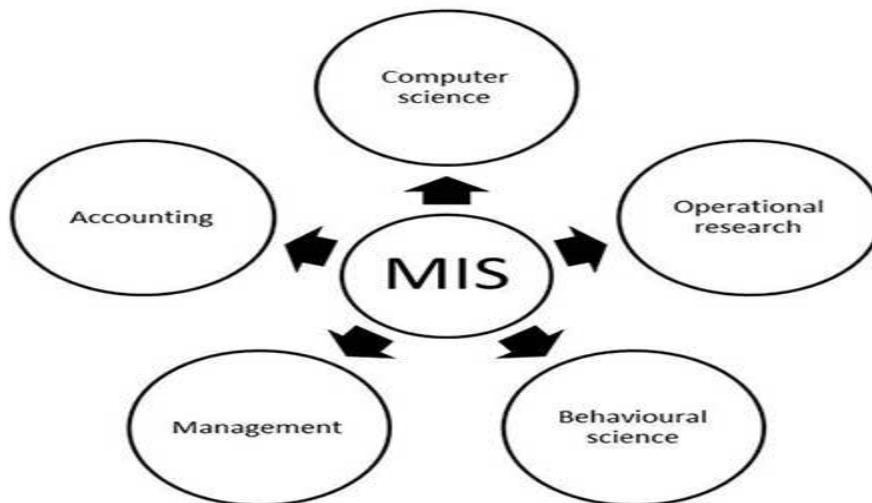 Computer
science
Accounting
Operational
research
MIS
Management
Behavioural
science